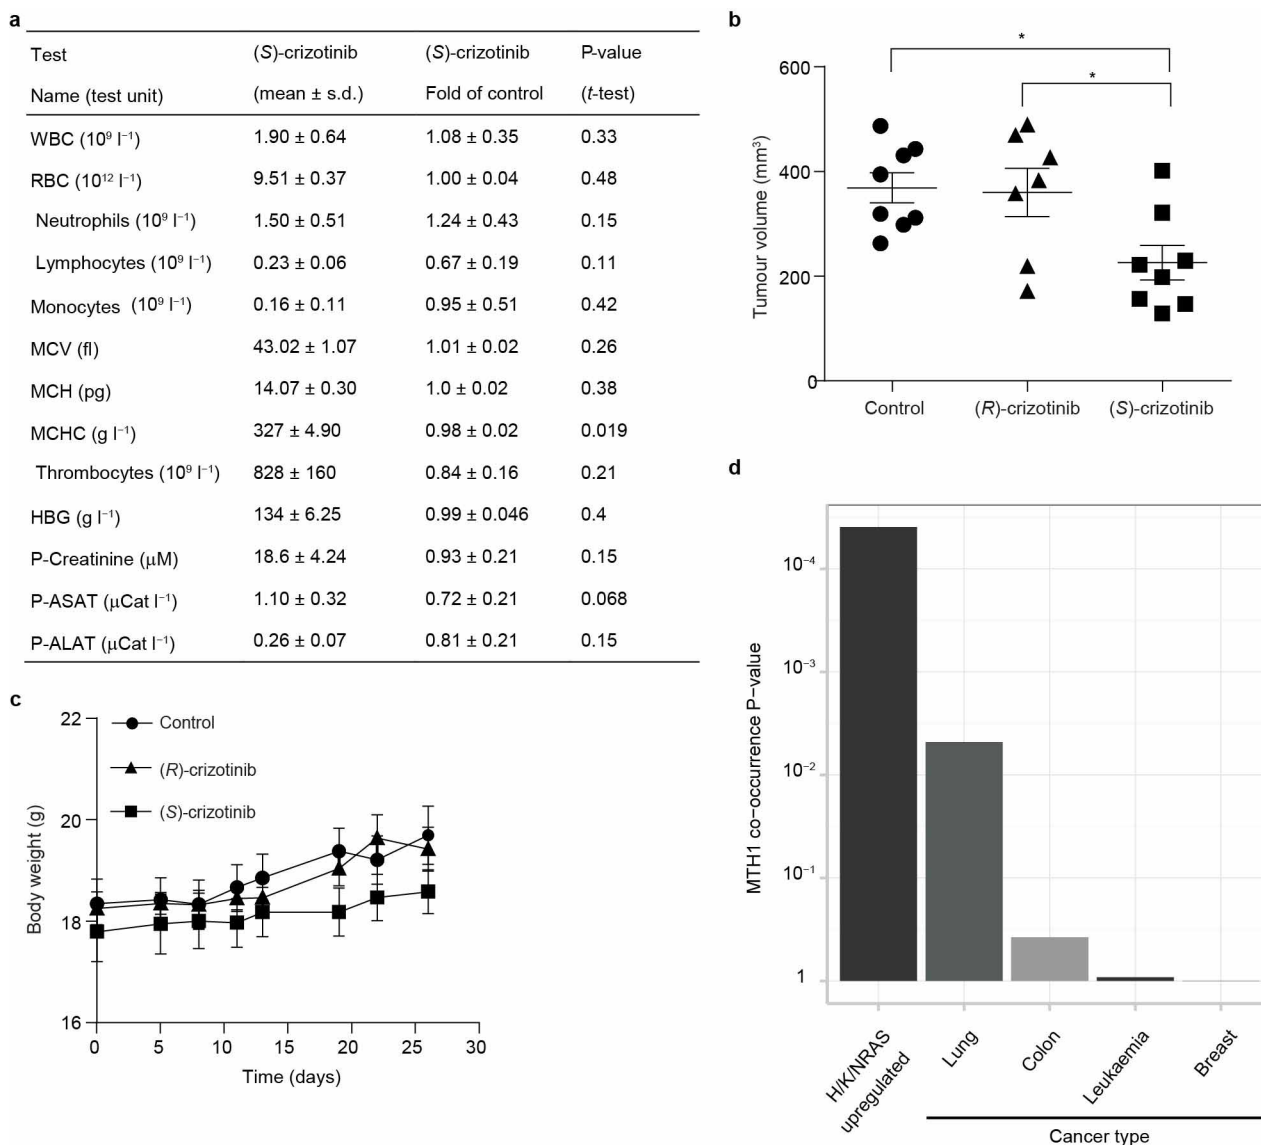 a
Test (S)-crizotinib (S)-crizotinib P-value
Name (test unit) (mean ± s.d.) Fold of control (t-test)
WBC (10⁹ l⁻¹) 1.90 ± 0.64 1.08 ± 0.35 0.33
RBC (10¹² l⁻¹) 9.51 ± 0.37 1.00 ± 0.04 0.48
Neutrophils (10⁹ l⁻¹) 1.50 ± 0.51 1.24 ± 0.43 0.15
Lymphocytes (10⁹ l⁻¹) 0.23 ± 0.06 0.67 ± 0.19 0.11
Monocytes (10⁹ l⁻¹) 0.16 ± 0.11 0.95 ± 0.51 0.42
MCV (fl) 43.02 ± 1.07 1.01 ± 0.02 0.26
MCH (pg) 14.07 ± 0.30 1.0 ± 0.02 0.38
MCHC (g l⁻¹) 327 ± 4.90 0.98 ± 0.02 0.019
Thrombocytes (10⁹ l⁻¹) 828 ± 160 0.84 ± 0.16 0.21
HBG (g l⁻¹) 134 ± 6.25 0.99 ± 0.046 0.4
P-Creatinine (μM) 18.6 ± 4.24 0.93 ± 0.21 0.15
P-ASAT (μCat l⁻¹) 1.10 ± 0.32 0.72 ± 0.21 0.068
P-ALAT (μCat l⁻¹) 0.26 ± 0.07 0.81 ± 0.21 0.15
b
*
*
600
400
200
0
Tumour volume (mm³)
Control (R)-crizotinib (S)-crizotinib
c
22
20
18
16
Body weight (g)
Control
(R)-crizotinib
(S)-crizotinib
0 5 10 15 20 25 30
Time (days)
d
10⁻⁴
10⁻³
10⁻²
10⁻¹
1
MTH1 co−occurrence P−value
H/K/NRAS
upregulated
Lung
Colon
Leukaemia
Breast
Cancer type